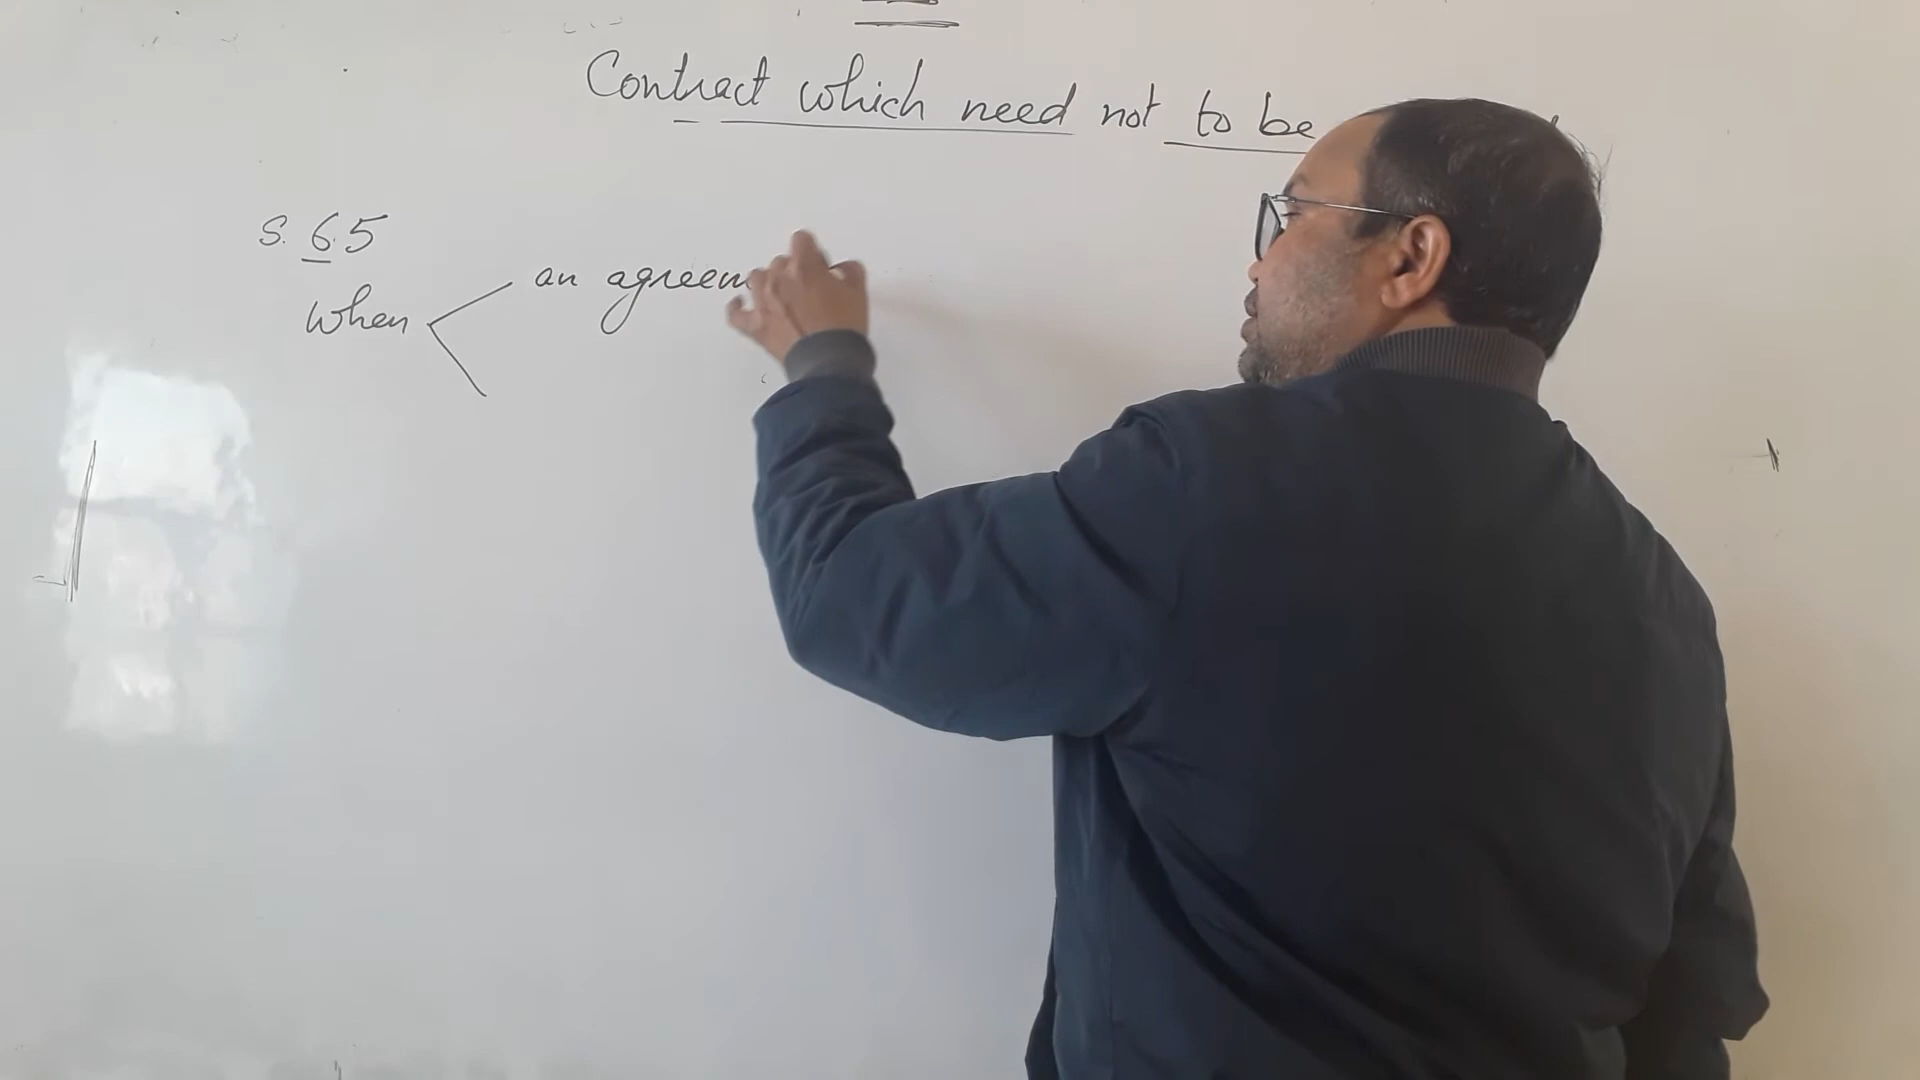 Contract which need not to be
S. 65
When
an agreem